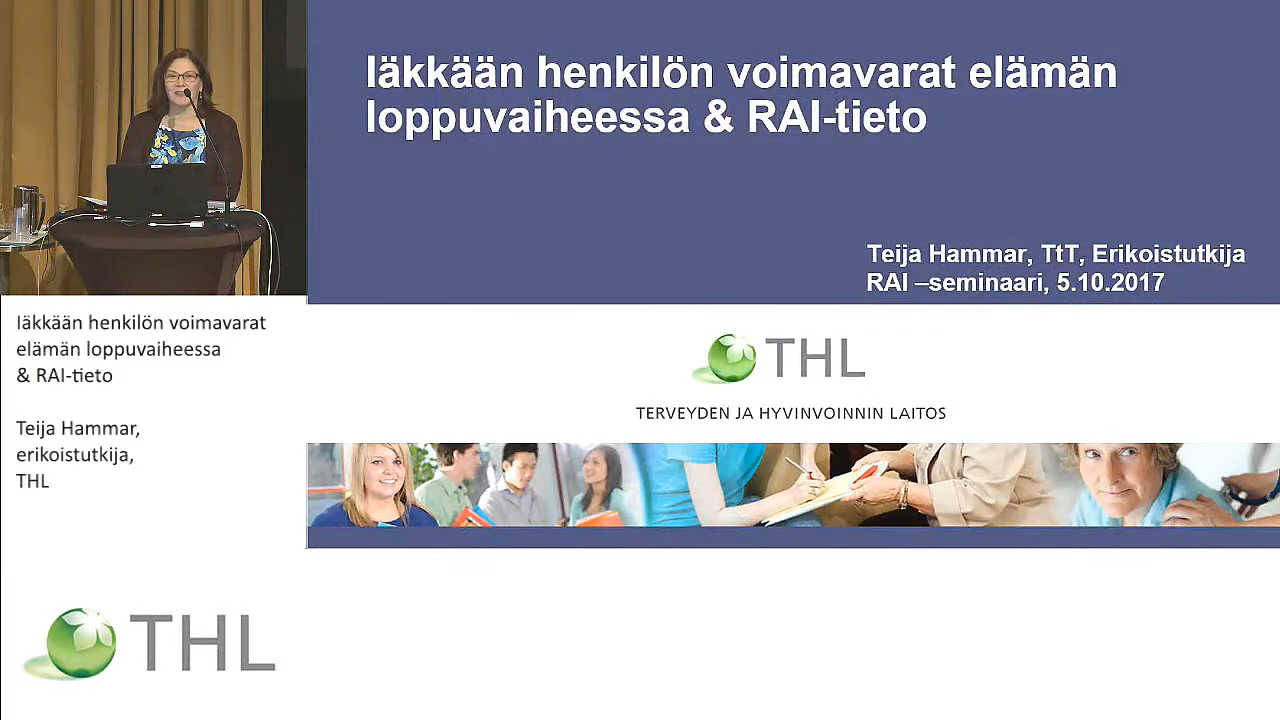 Iäkkään henkilön voimavarat elämän
loppuvaiheessa & RAI-tieto
Teija Hammar, TtT, Erikoistutkija
RAI –seminaari, 5.10.2017
THL
TERVEYDEN JA HYVINVOINNIN LAITOS
Iäkkään henkilön voimavarat
elämän loppuvaiheessa
& RAI-tieto
Teija Hammar,
erikoistutkija,
THL
THL